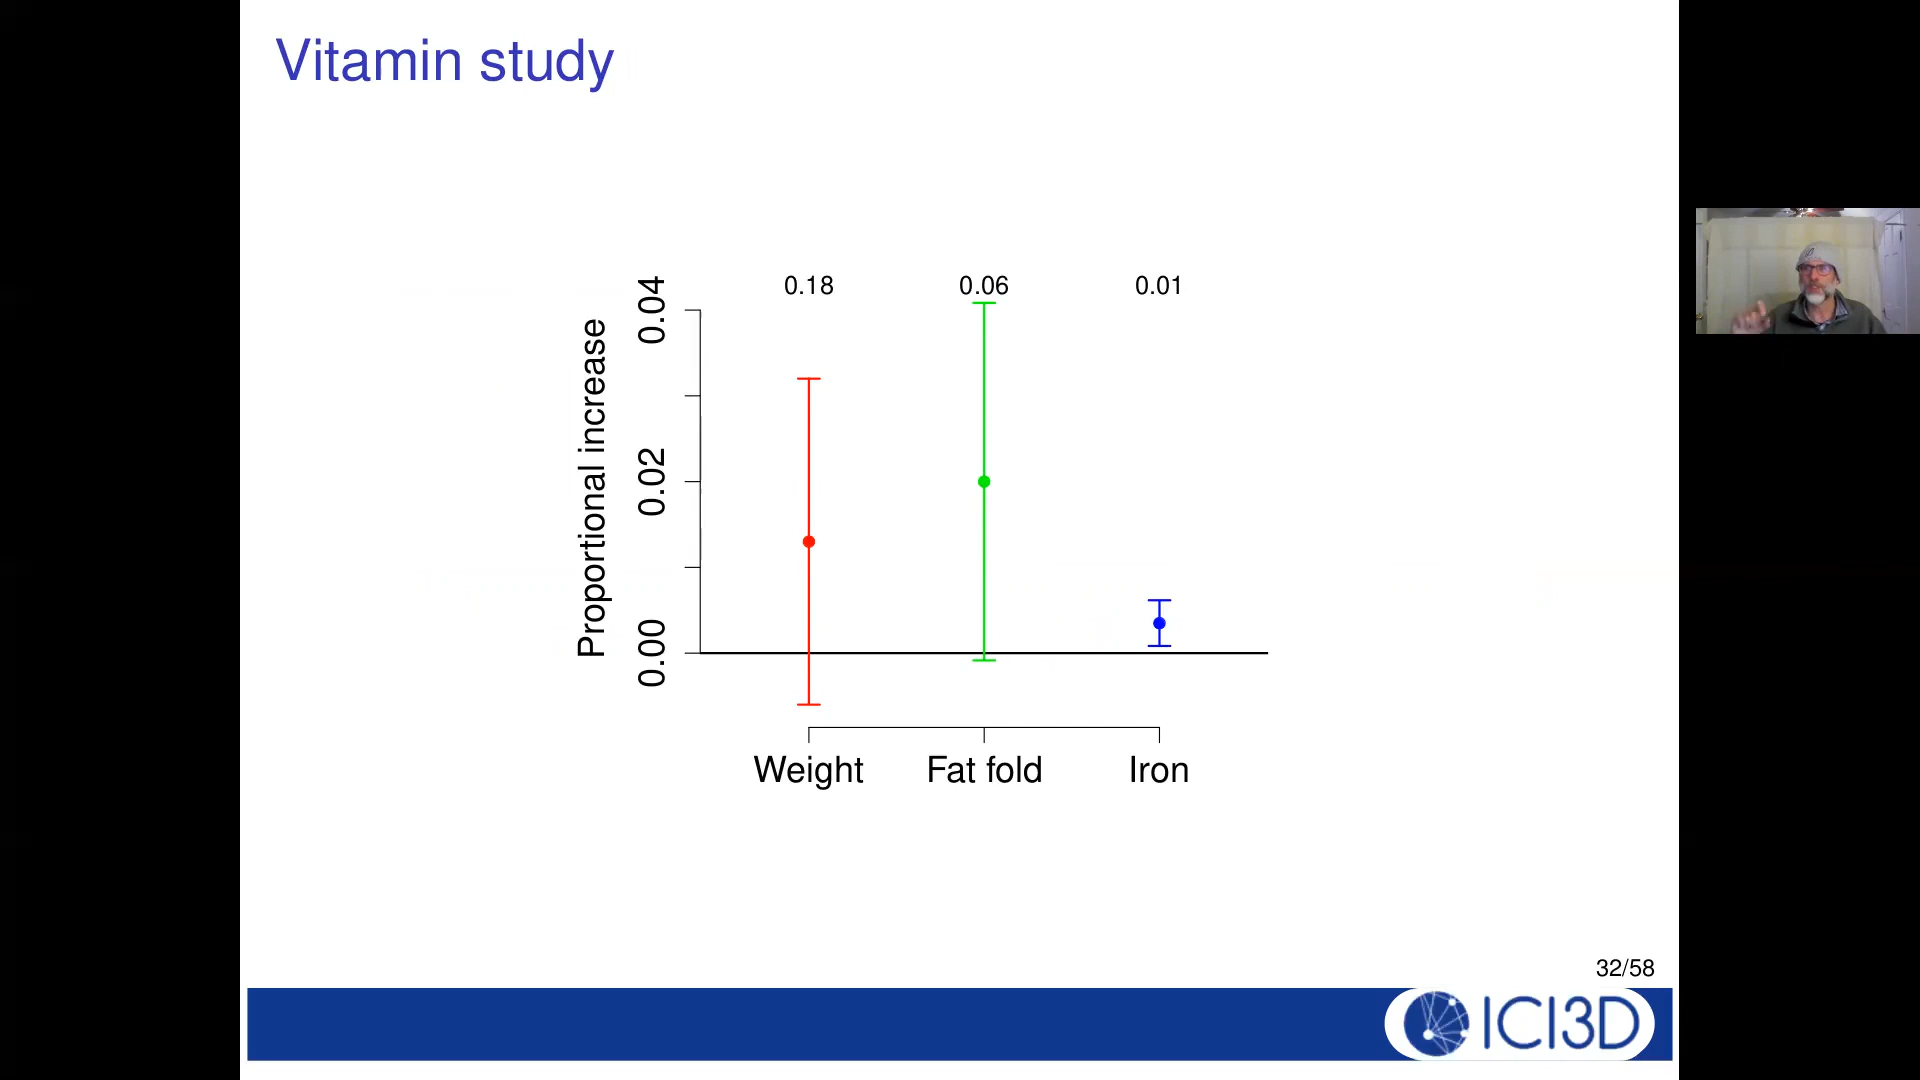 Vitamin study
0.18 0.06 0.01
Proportional increase
0.04
0.02
0.00
Weight Fat fold Iron
32/58
ICI3D